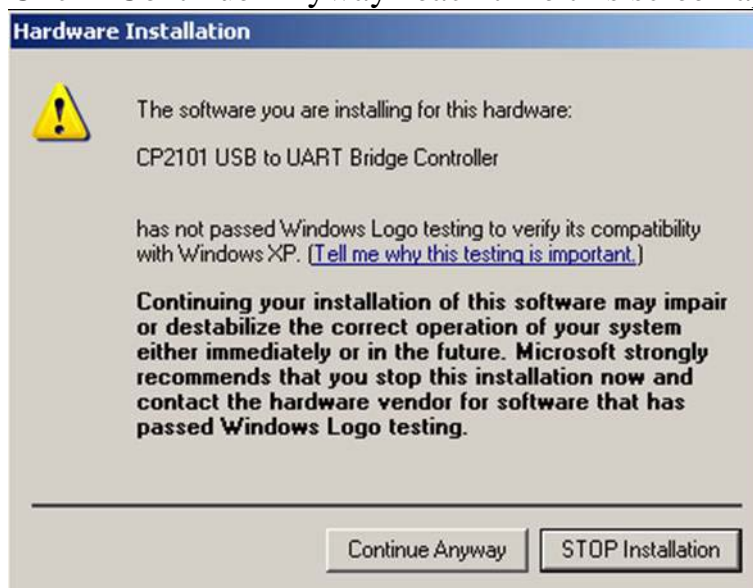 Hardware Installation
The software you are installing for this hardware:
CP2101 USB to UART Bridge Controller
has not passed Windows Logo testing to verify its compatibility
with Windows XP. (Tell me why this testing is important.)
Continuing your installation of this software may impair
or destabilize the correct operation of your system
either immediately or in the future. Microsoft strongly
recommends that you stop this installation now and
contact the hardware vendor for software that has
passed Windows Logo testing.
Continue Anyway
STOP Installation